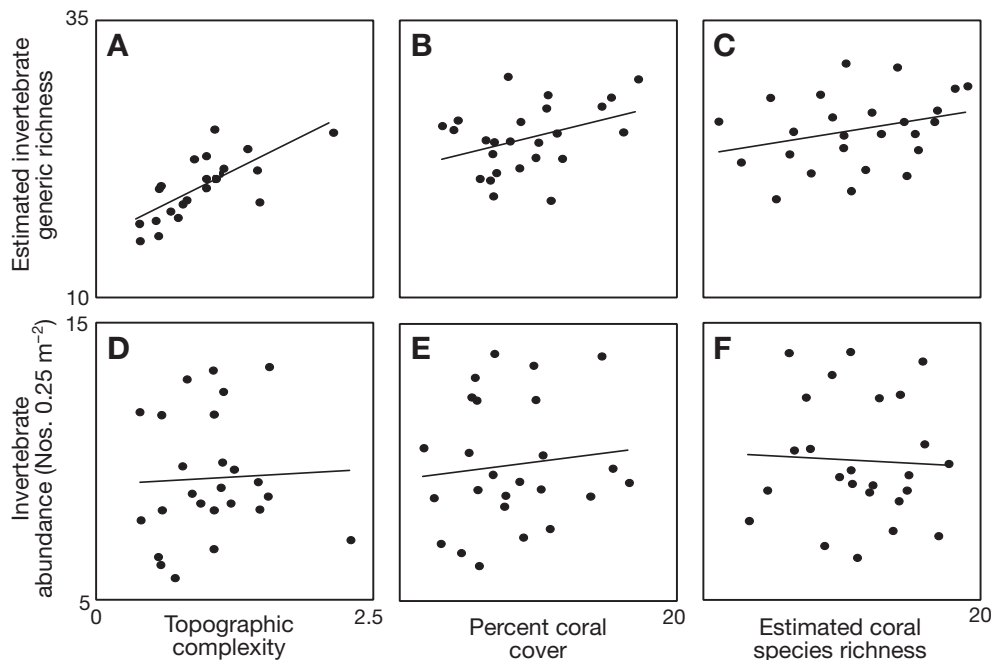 35
A
B
C
Estimated invertebrate
generic richness
10
15
D
E
F
Invertebrate
abundance (Nos. 0.25 m⁻²)
5
0
2.5
20
20
Topographic
complexity
Percent coral
cover
Estimated coral
species richness